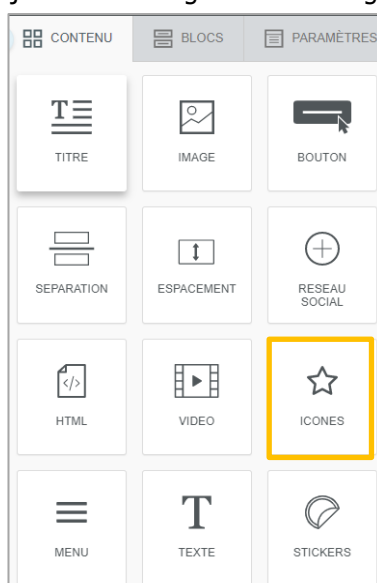 CONTENU
BLOCS
PARAMÈTRES
TITRE
IMAGE
BOUTON
SEPARATION
ESPACEMENT
RESEAU
SOCIAL
HTML
VIDEO
ICONES
MENU
TEXTE
STICKERS